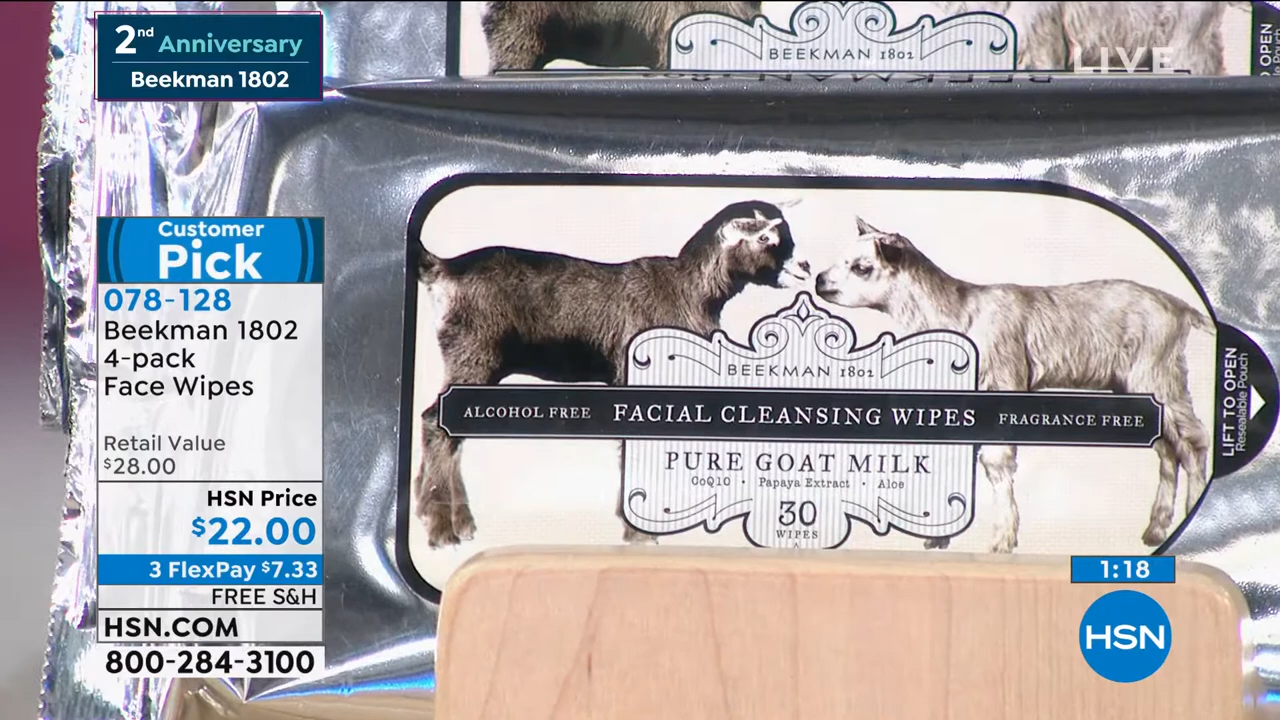 2nd Anniversary
Beekman 1802
BEEKMAN 1802
LIVE
Customer
Pick
078-128
Beekman 1802
4-pack
Face Wipes
Retail Value
$28.00
HSN Price
$22.00
3 FlexPay $7.33
FREE S&H
HSN.COM
800-284-3100
BEEKMAN 1802
ALCOHOL FREE FACIAL CLEANSING WIPES FRAGRANCE FREE
PURE GOAT MILK
CoQ10 • Papaya Extract • Aloe
30
WIPES
LIFT TO OPEN
Resealable Pouch
1:18
HSN